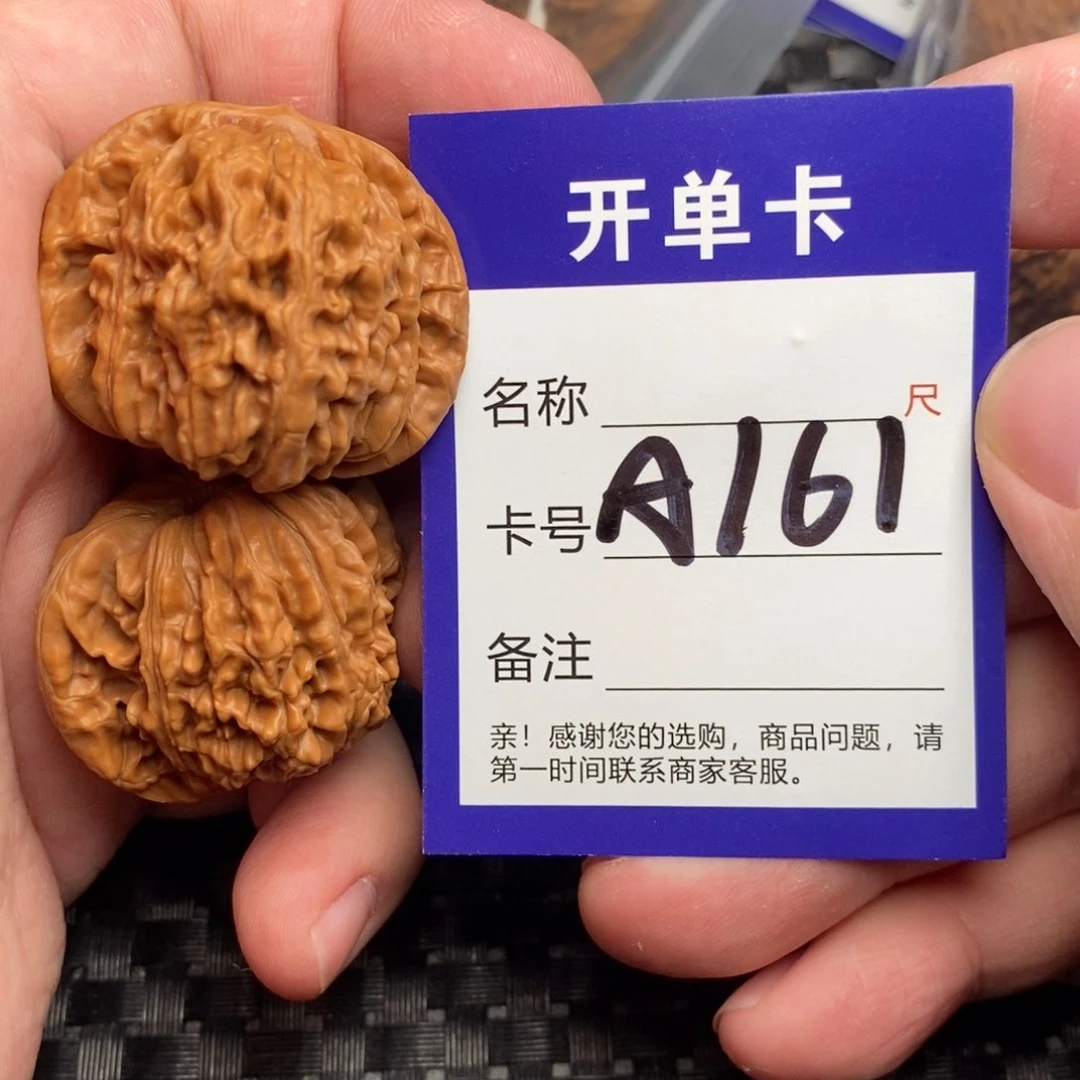 开单卡
名称 尺
卡号 A161
备注
亲！感谢您的选购，商品问题，请
第一时间联系商家客服。